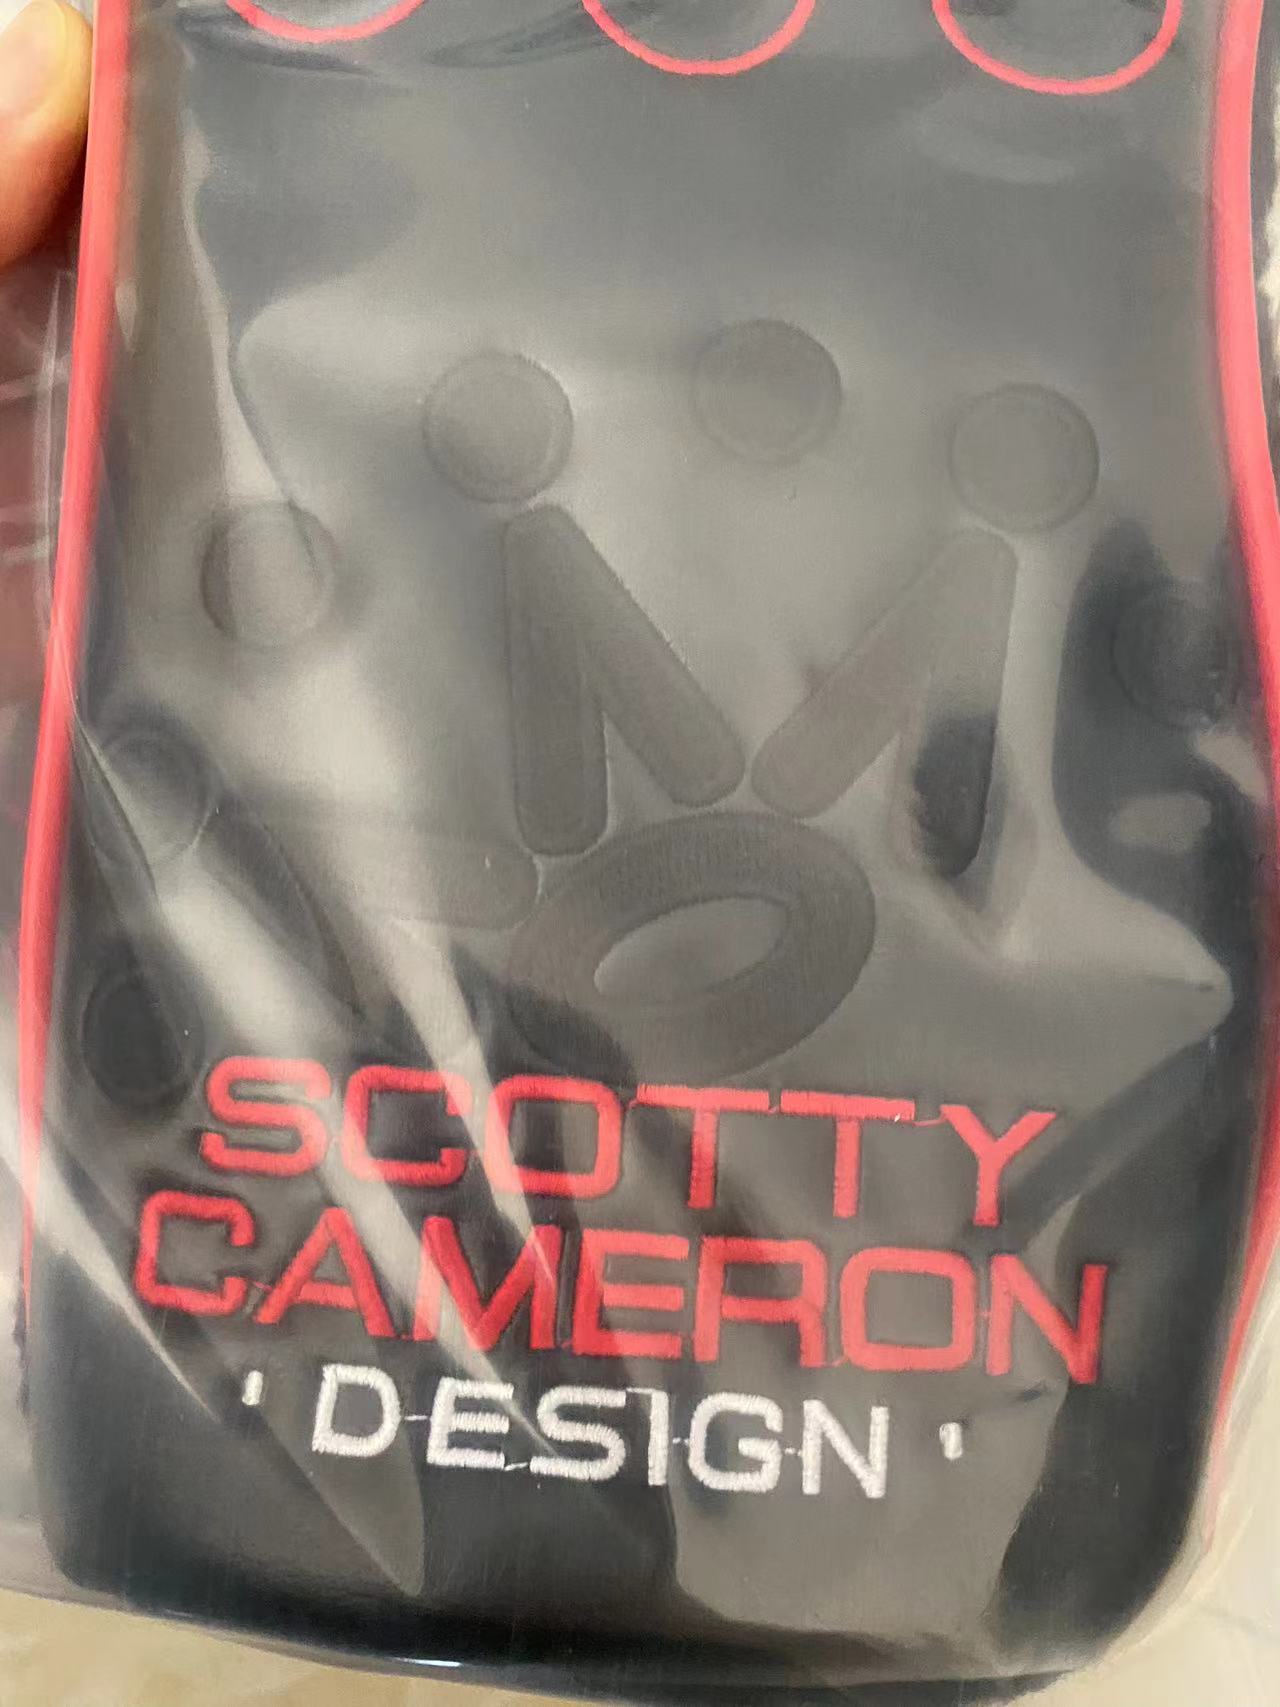 SCOTTY
CAMERON
' DESIGN '